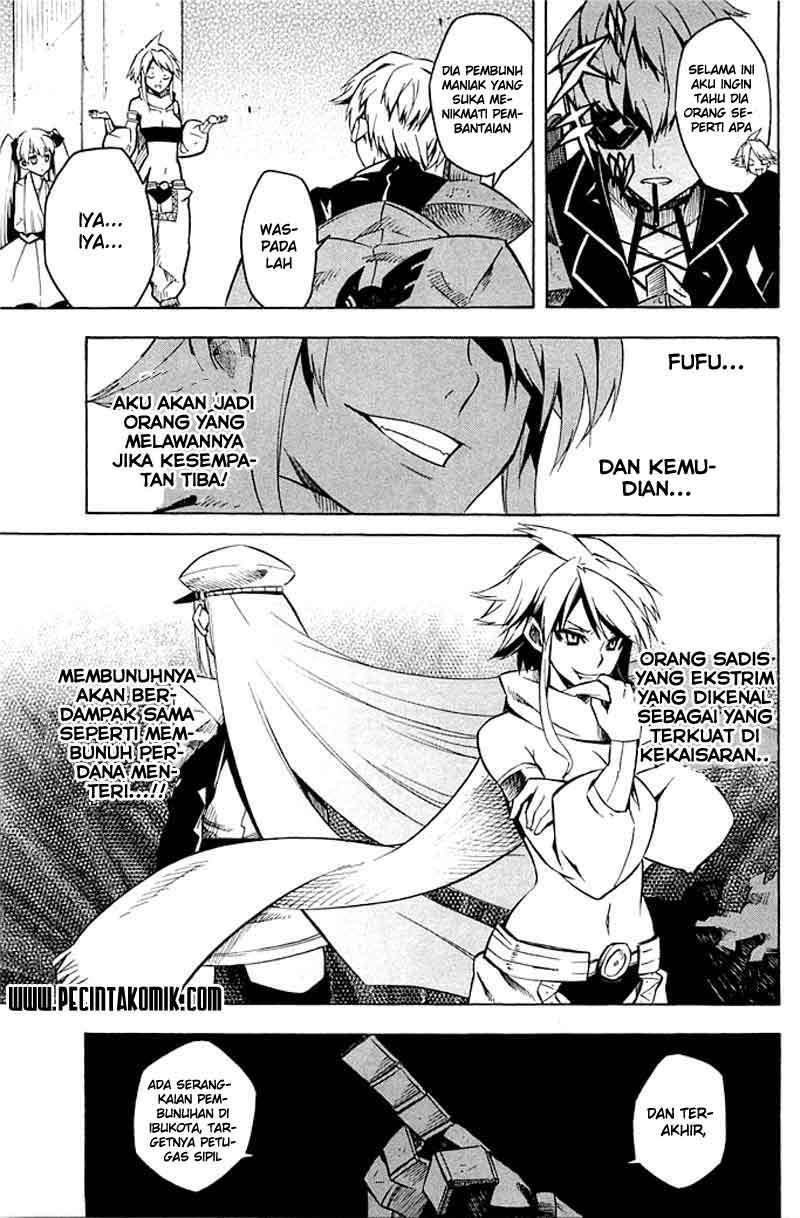 SELAMA INI
AKU INGIN
TAHU DIA
ORANG SE-
PERTI APA
DIA PEMBUNH
MANIAK YANG
SUKA ME-
NIKMATI PEM-
BANTAIAN
WAS-
PADA
LAH
IYA...
IYA...
FUFU...
DAN KEMU-
DIAN...
AKU AKAN JADI
ORANG YANG
MELAWANNYA
JIKA KESEMPA-
TAN TIBA!
ORANG SADIS
YANG EKSTRIM
YANG DIKENAL
SEBAGAI YANG
TERKUAT DI
KEKAISARAN..
MEMBUNUHNYA
AKAN BER-
DAMPAK SAMA
SEPERTI MEM-
BUNUH PER-
DANA MEN-
TERI...!!
WWW.PECINTAKOMIK.COM
DAN TER-
AKHIR,
ADA SERANG-
KAIAN PEM-
BUNUHAN DI
IBUKOTA, TAR-
GETNYA PETU-
GAS SIPIL